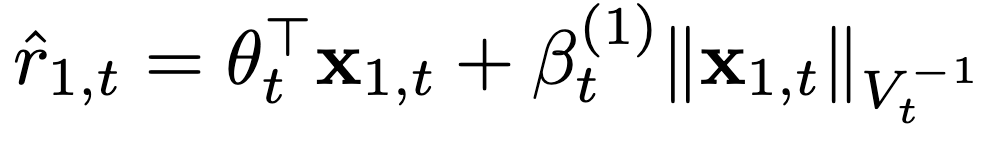 $\hat{r}_{1,t} = \theta_t^\top \mathbf{x}_{1,t} + \beta_t^{(1)} \|\mathbf{x}_{1,t}\|_{V_t^{-1}}$